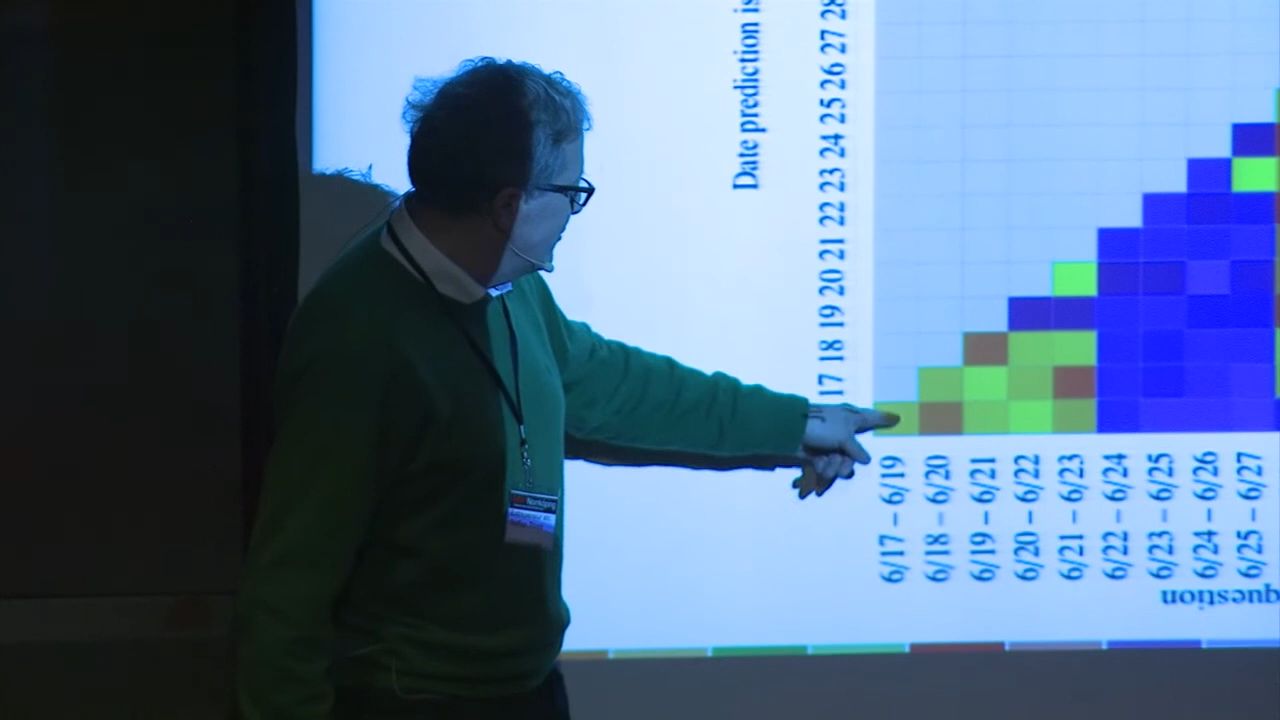 Date prediction is
17 18 19 20 21 22 23 24 25 26 27 28
6/17 – 6/19
6/18 – 6/20
6/19 – 6/21
6/20 – 6/22
6/21 – 6/23
6/22 – 6/24
6/23 – 6/25
6/24 – 6/26
6/25 – 6/27
question